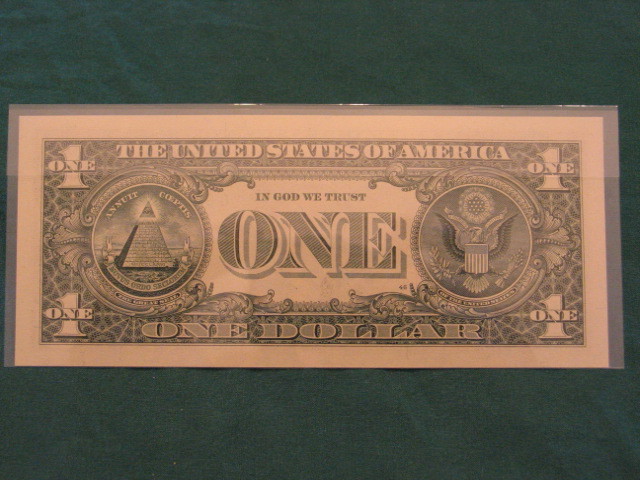 THE UNITED STATES OF AMERICA
1 ONE
1 ONE
ANNUIT CŒPTIS
IN GOD WE TRUST
ONE
1 ONE
ONE DOLLAR
1 ONE